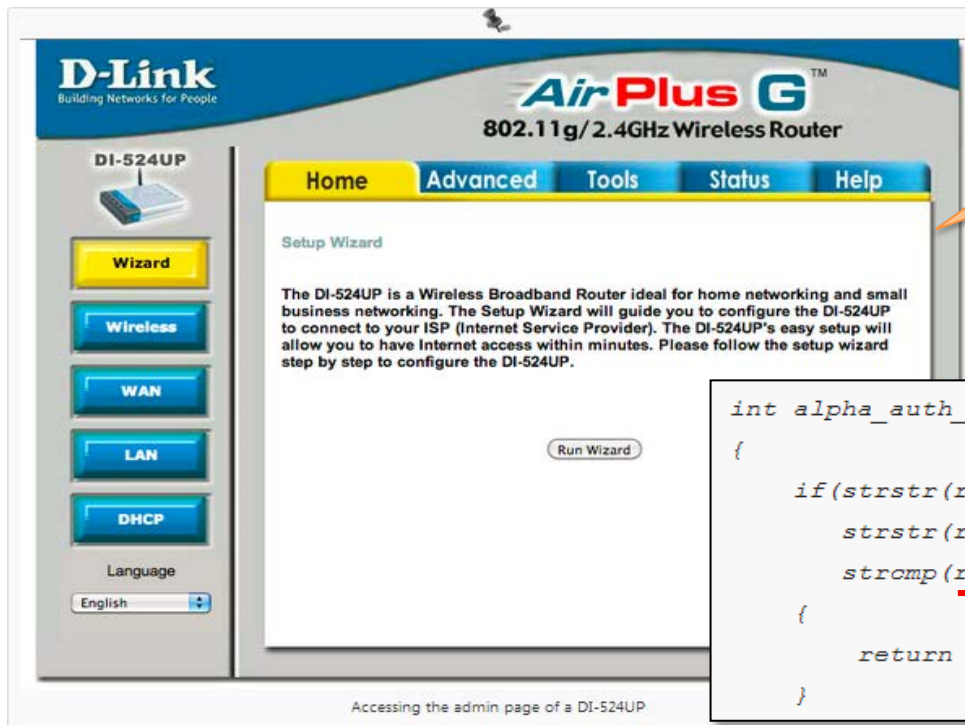 D-Link
Building Networks for People
Air Plus G™
802.11g/2.4GHz Wireless Router
DI-524UP
Home Advanced Tools Status Help
Wizard
Wireless
WAN
LAN
DHCP
Language
English
Setup Wizard
The DI-524UP is a Wireless Broadband Router ideal for home networking and small
business networking. The Setup Wizard will guide you to configure the DI-524UP
to connect to your ISP (Internet Service Provider). The DI-524UP's easy setup will
allow you to have Internet access within minutes. Please follow the setup wizard
step by step to configure the DI-524UP.
Run Wizard
int alpha_auth_
{
if(strstr(r
strstr(r
strcmp(r
{
return
}
Accessing the admin page of a DI-524UP